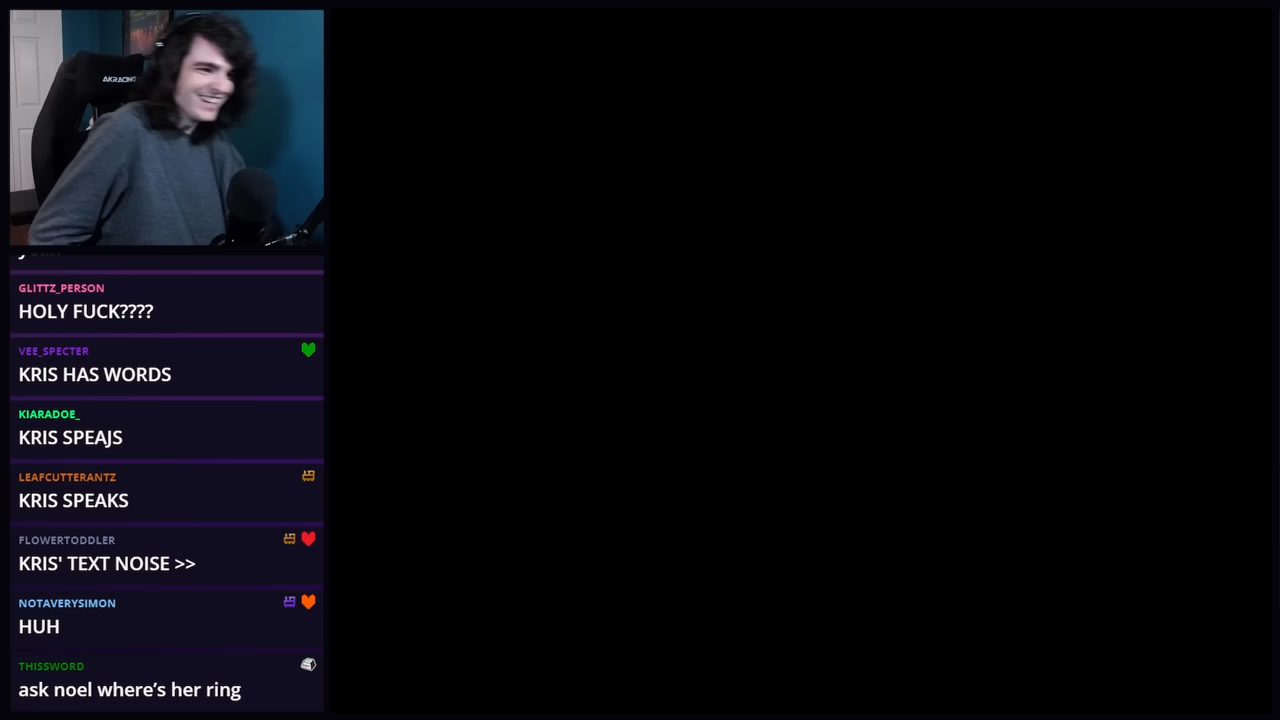 AKRACING
GLITTZ_PERSON
HOLY FUCK????
VEE_SPECTER
KRIS HAS WORDS
KIARADOE_
KRIS SPEAJS
LEAFCUTTERANTZ
KRIS SPEAKS
FLOWERTODDLER
KRIS' TEXT NOISE >>
NOTAVERYSIMON
HUH
THISSWORD
ask noel where’s her ring